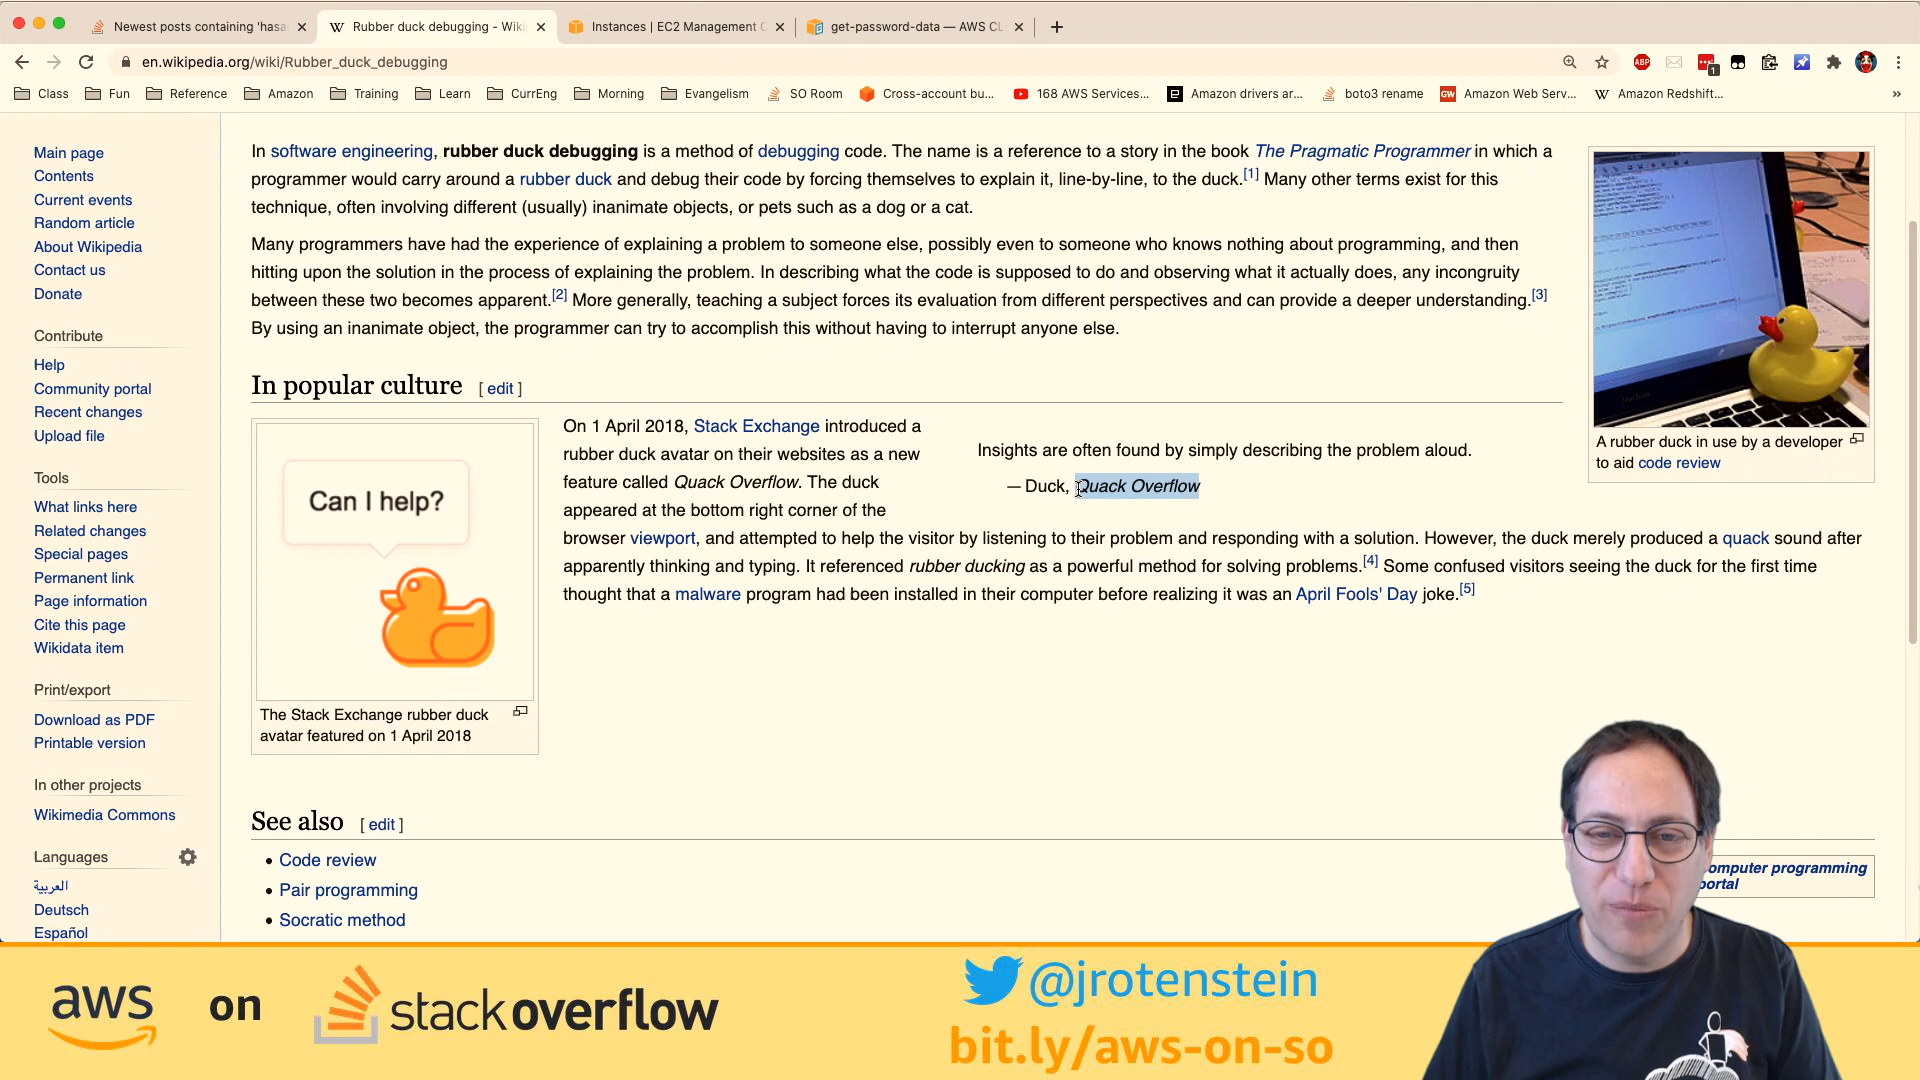 Newest posts containing 'hasa
Rubber duck debugging - Wiki
Instances | EC2 Management C
get-password-data — AWS CL
en.wikipedia.org/wiki/Rubber_duck_debugging
ABP
1
Class
Fun
Reference
Amazon
Training
Learn
CurrEng
Morning
Evangelism
SO Room
Cross-account bu...
168 AWS Services...
Amazon drivers ar...
boto3 rename
GW
Amazon Web Serv...
Amazon Redshift...
»
Main page
Contents
Current events
Random article
About Wikipedia
Contact us
Donate
Contribute
Help
Community portal
Recent changes
Upload file
Tools
What links here
Related changes
Special pages
Permanent link
Page information
Cite this page
Wikidata item
Print/export
Download as PDF
Printable version
In other projects
Wikimedia Commons
Languages
العربية
Deutsch
Español
In software engineering, rubber duck debugging is a method of debugging code. The name is a reference to a story in the book The Pragmatic Programmer in which a
programmer would carry around a rubber duck and debug their code by forcing themselves to explain it, line-by-line, to the duck.[1] Many other terms exist for this
technique, often involving different (usually) inanimate objects, or pets such as a dog or a cat.
Many programmers have had the experience of explaining a problem to someone else, possibly even to someone who knows nothing about programming, and then
hitting upon the solution in the process of explaining the problem. In describing what the code is supposed to do and observing what it actually does, any incongruity
between these two becomes apparent.[2] More generally, teaching a subject forces its evaluation from different perspectives and can provide a deeper understanding.[3]
By using an inanimate object, the programmer can try to accomplish this without having to interrupt anyone else.
A rubber duck in use by a developer
to aid code review
In popular culture [ edit ]
Can I help?
The Stack Exchange rubber duck
avatar featured on 1 April 2018
On 1 April 2018, Stack Exchange introduced a
rubber duck avatar on their websites as a new
feature called Quack Overflow. The duck
appeared at the bottom right corner of the
Insights are often found by simply describing the problem aloud.
— Duck, Quack Overflow
browser viewport, and attempted to help the visitor by listening to their problem and responding with a solution. However, the duck merely produced a quack sound after
apparently thinking and typing. It referenced rubber ducking as a powerful method for solving problems.[4] Some confused visitors seeing the duck for the first time
thought that a malware program had been installed in their computer before realizing it was an April Fools' Day joke.[5]
See also [ edit ]
• Code review
• Pair programming
• Socratic method
omputer programming
portal
aws on stackoverflow
@jrotenstein
bit.ly/aws-on-so